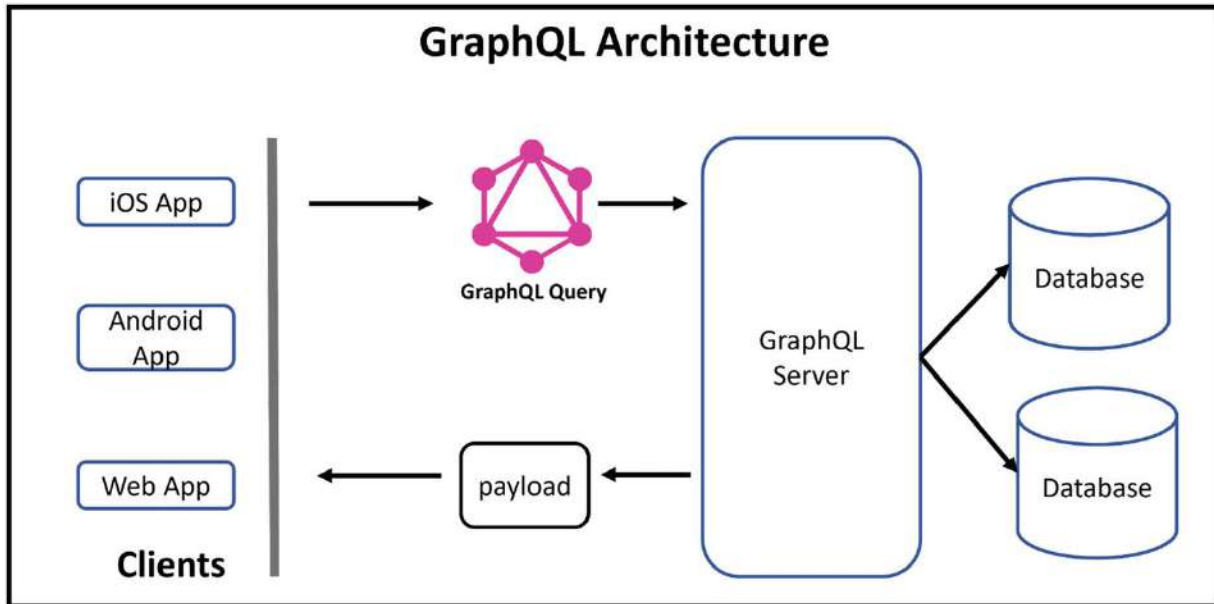 GraphQL Architecture
iOS App
GraphQL Query
Database
Android
App
GraphQL
Server
Web App
payload
Database
Clients